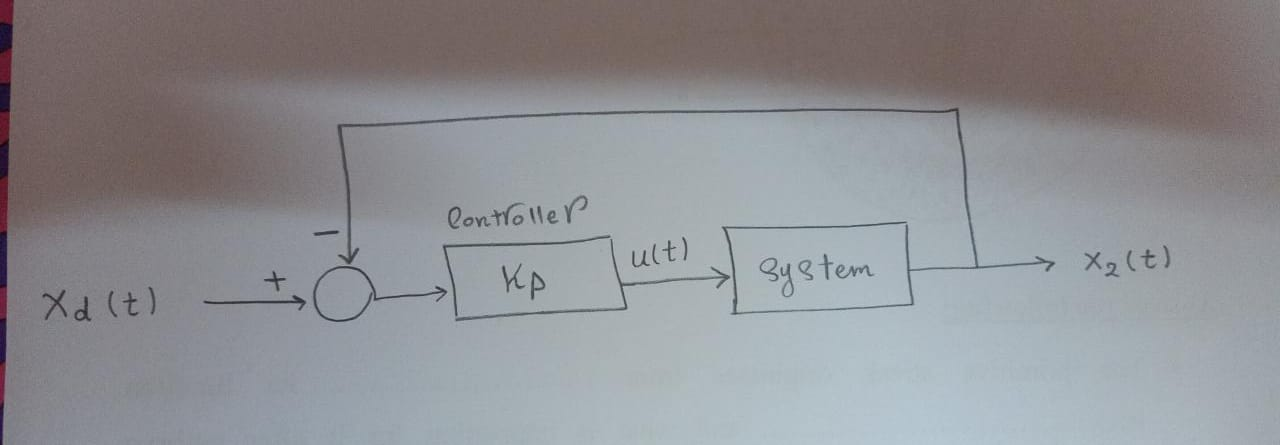 Controller
−
+
Xd (t)
Kp
u(t)
System
X2(t)